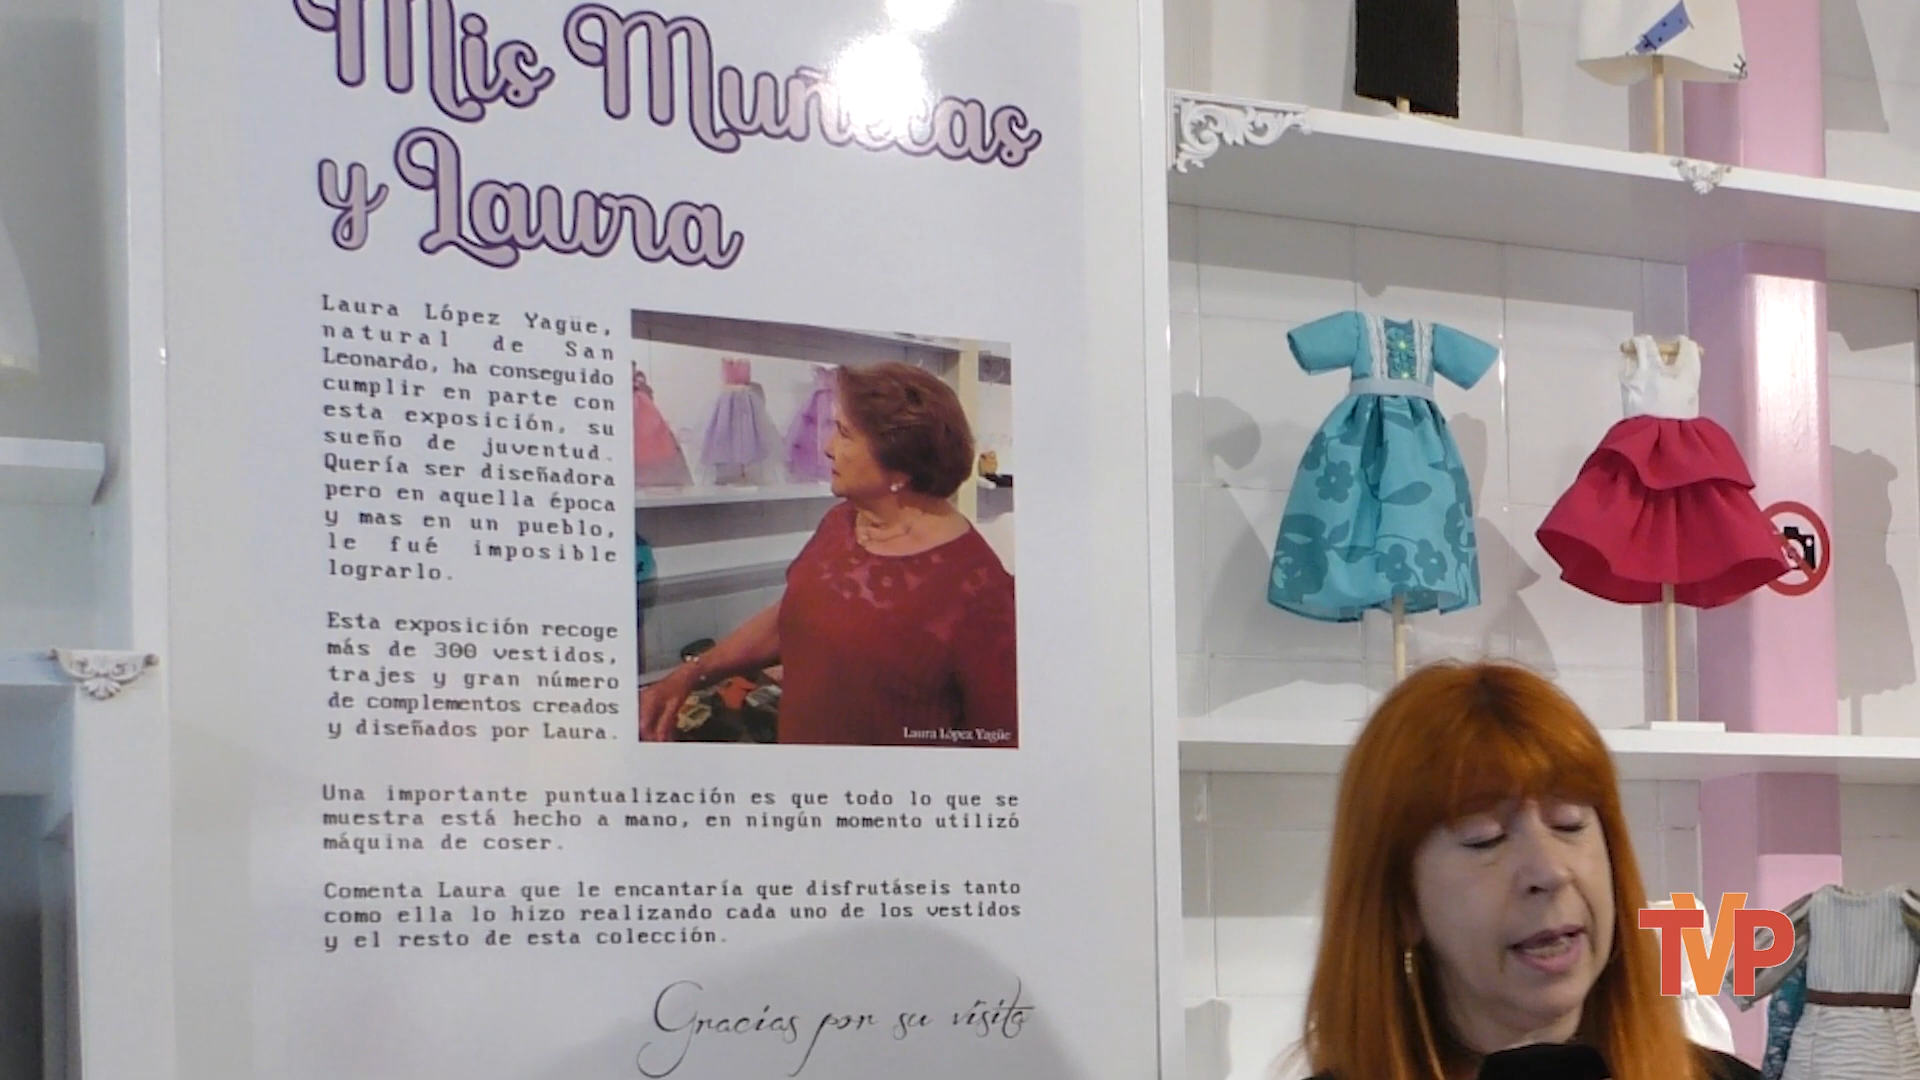 Mis Muñecas
y Laura
Laura López Yagüe,
natural de San
Leonardo, ha conseguido
cumplir en parte con
esta exposición, su
sueño de juventud.
Quería ser diseñadora
pero en aquella época
y mas en un pueblo,
le fué imposible
lograrlo.
Esta exposición recoge
más de 300 vestidos,
trajes y gran número
de complementos creados
y diseñados por Laura.
Laura López Yagüe
Una importante puntualización es que todo lo que se
muestra está hecho a mano, en ningún momento utilizó
máquina de coser.
Comenta Laura que le encantaría que disfrutáseis tanto
como ella lo hizo realizando cada uno de los vestidos
y el resto de esta colección.
Gracias por su visita
TVP